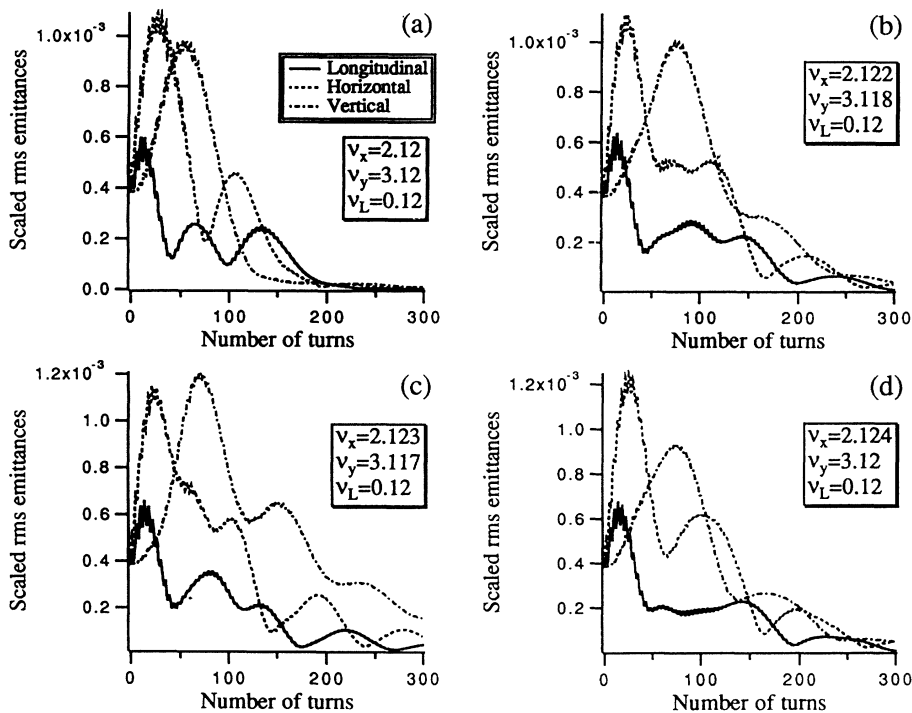 (a)
1.0x10⁻³
0.8
0.6
0.4
0.2
0.0
Scaled rms emittances
Longitudinal
Horizontal
Vertical
νx=2.12
νy=3.12
νL=0.12
0
100
200
300
Number of turns
(b)
1.0x10⁻³
0.8
0.6
0.4
0.2
Scaled rms emittances
νx=2.122
νy=3.118
νL=0.12
0
100
200
300
Number of turns
(c)
1.2x10⁻³
1.0
0.8
0.6
0.4
0.2
Scaled rms emittances
νx=2.123
νy=3.117
νL=0.12
0
100
200
300
Number of turns
(d)
1.2x10⁻³
1.0
0.8
0.6
0.4
0.2
Scaled rms emittances
νx=2.124
νy=3.12
νL=0.12
0
100
200
300
Number of turns